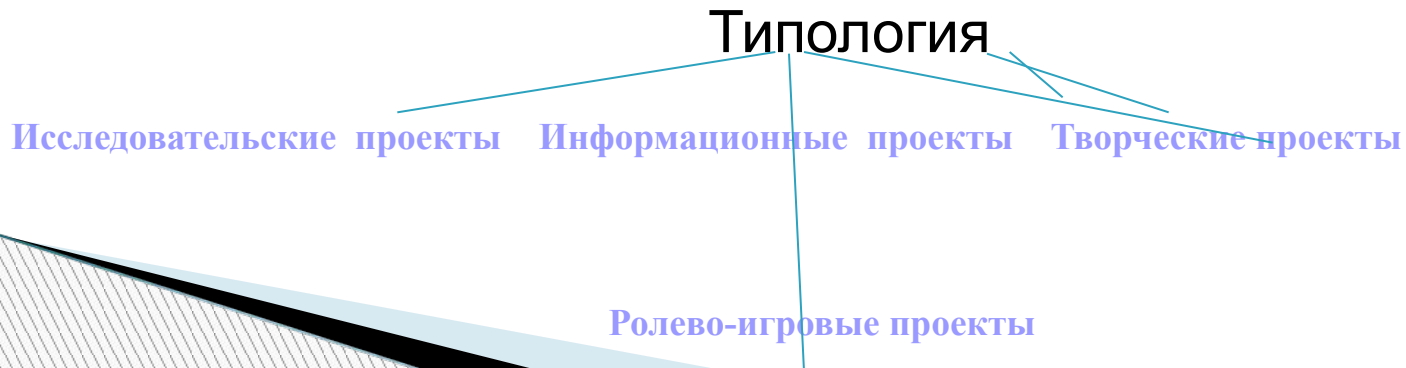 Типология
Исследовательские проекты Информационные проекты Творческие проекты
Ролево-игровые проекты